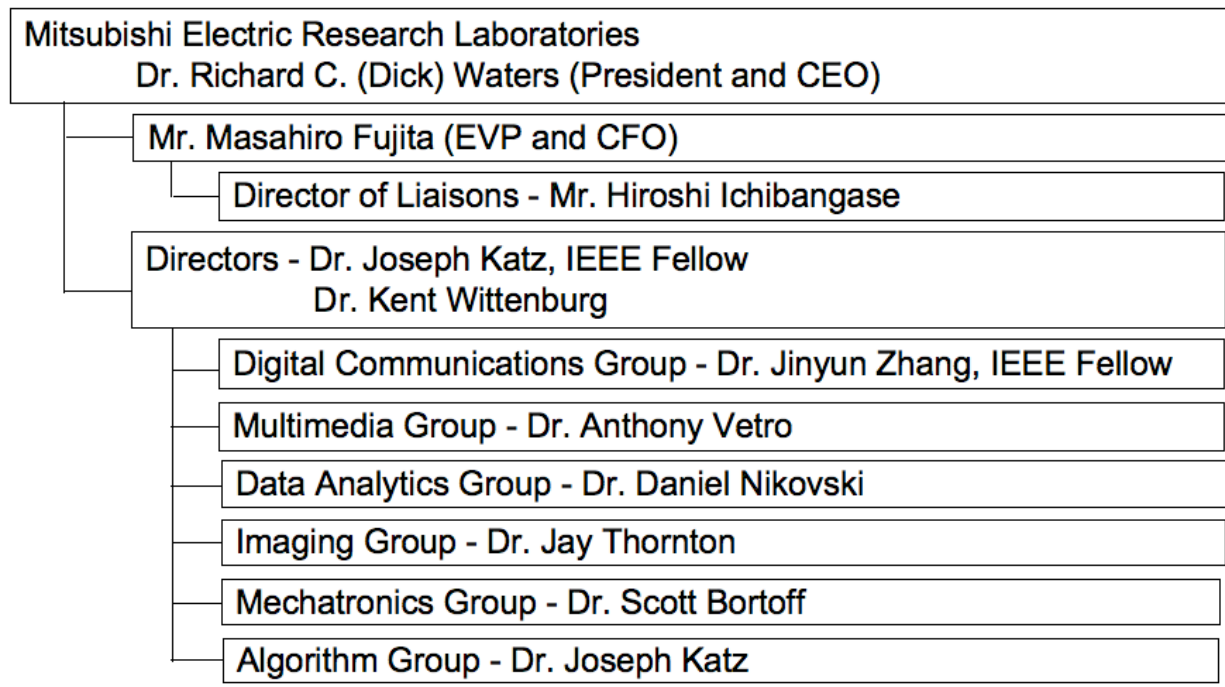 Mitsubishi Electric Research Laboratories
Dr. Richard C. (Dick) Waters (President and CEO)
Mr. Masahiro Fujita (EVP and CFO)
Director of Liaisons - Mr. Hiroshi Ichibangase
Directors - Dr. Joseph Katz, IEEE Fellow
Dr. Kent Wittenburg
Digital Communications Group - Dr. Jinyun Zhang, IEEE Fellow
Multimedia Group - Dr. Anthony Vetro
Data Analytics Group - Dr. Daniel Nikovski
Imaging Group - Dr. Jay Thornton
Mechatronics Group - Dr. Scott Bortoff
Algorithm Group - Dr. Joseph Katz